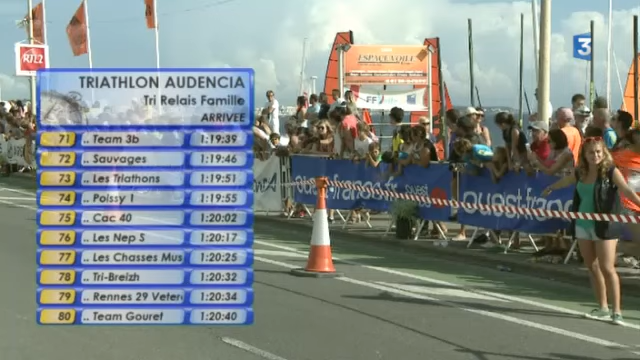 RTL2
3
TRIATHLON AUDENCIA
Tri Relais Famille
ARRIVEE
71 .. Team 3b 1:19:39
72 .. Sauvages 1:19:46
73 .. Les Triathons 1:19:51
74 .. Poissy 1 1:19:55
75 .. Cac 40 1:20:02
76 .. Les Nep S 1:20:17
77 .. Les Chasses Mus 1:20:25
78 .. Tri-Breizh 1:20:32
79 .. Rennes 29 Veter 1:20:34
80 .. Team Gouret 1:20:40
ESPACE VOILE
FF
ouest-france.fr ouest
ouest-france